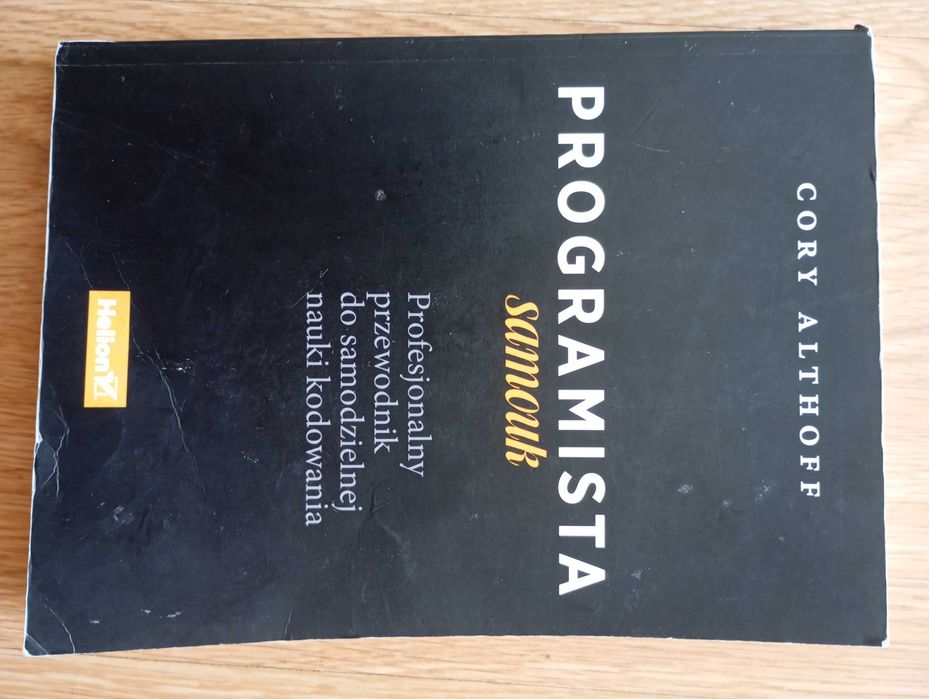 CORY ALTHOFF
PROGRAMISTA
samouk
Profesjonalny
przewodnik
do samodzielnej
nauki kodowania
Helion